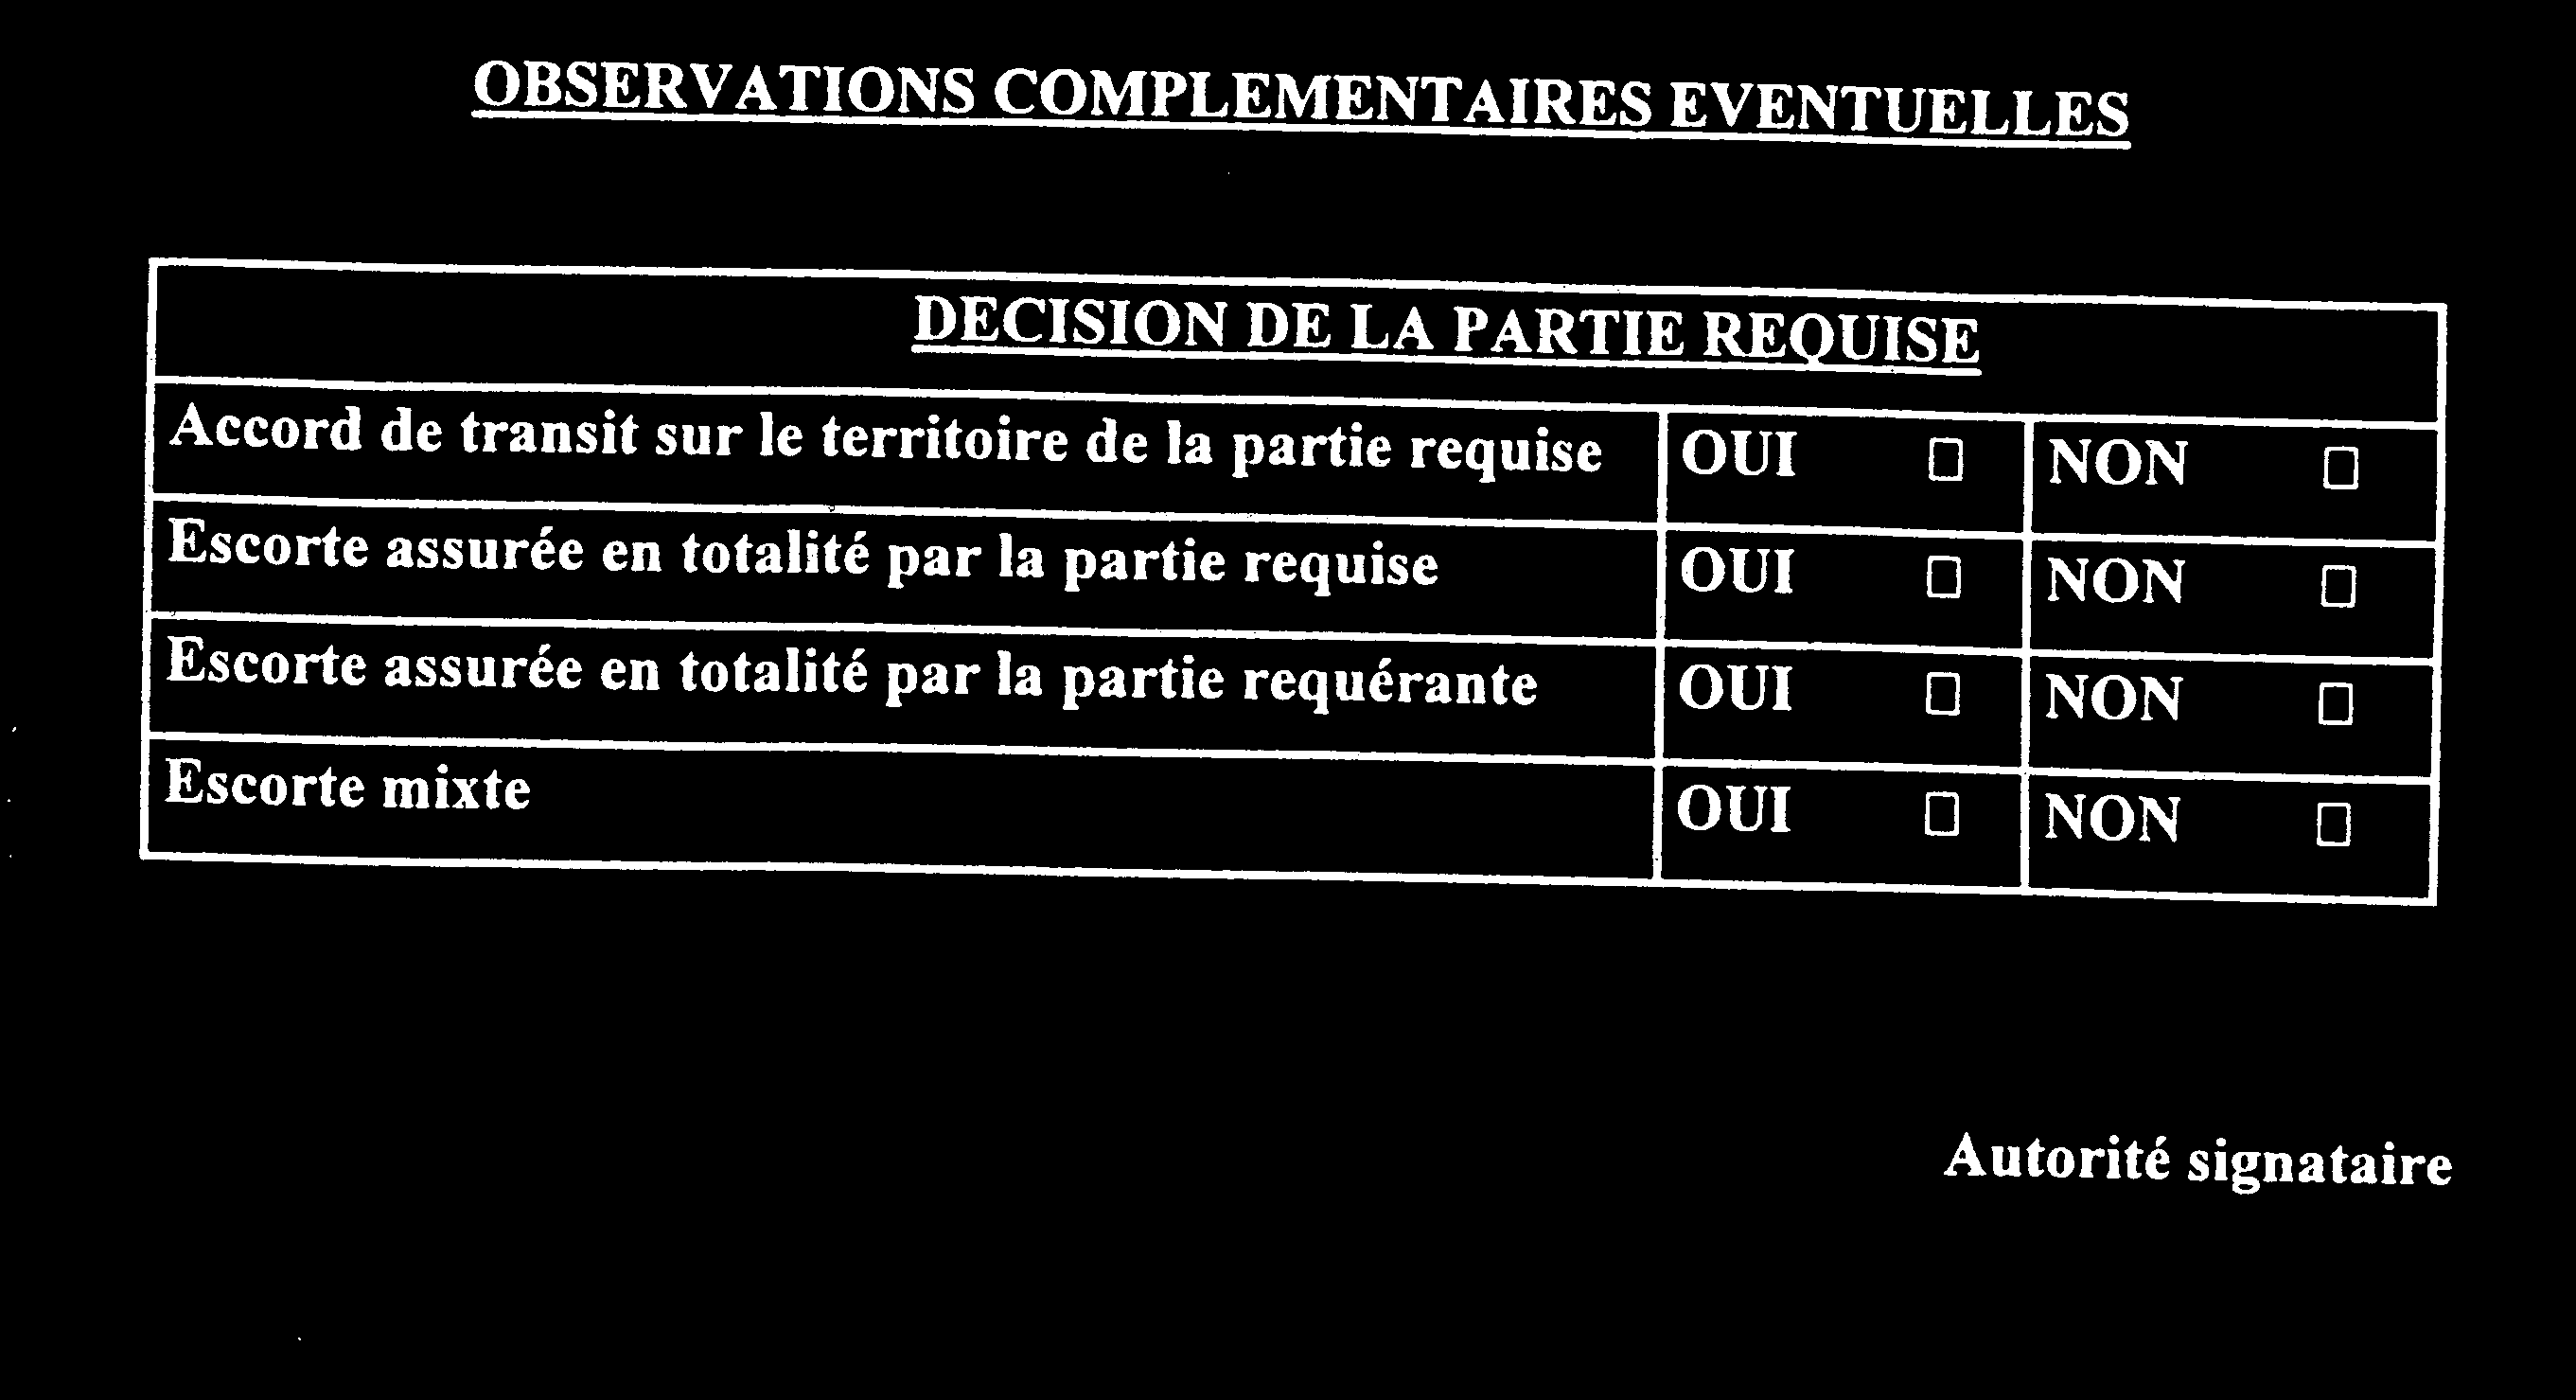 OBSERVATIONS COMPLEMENTAIRES EVENTUELLES
DECISION DE LA PARTIE REQUISE
Accord de transit sur le territoire de la partie requise OUI □ NON □
Escorte assurée en totalité par la partie requise OUI □ NON □
Escorte assurée en totalité par la partie requérante OUI □ NON □
Escorte mixte OUI □ NON □
Autorité signataire